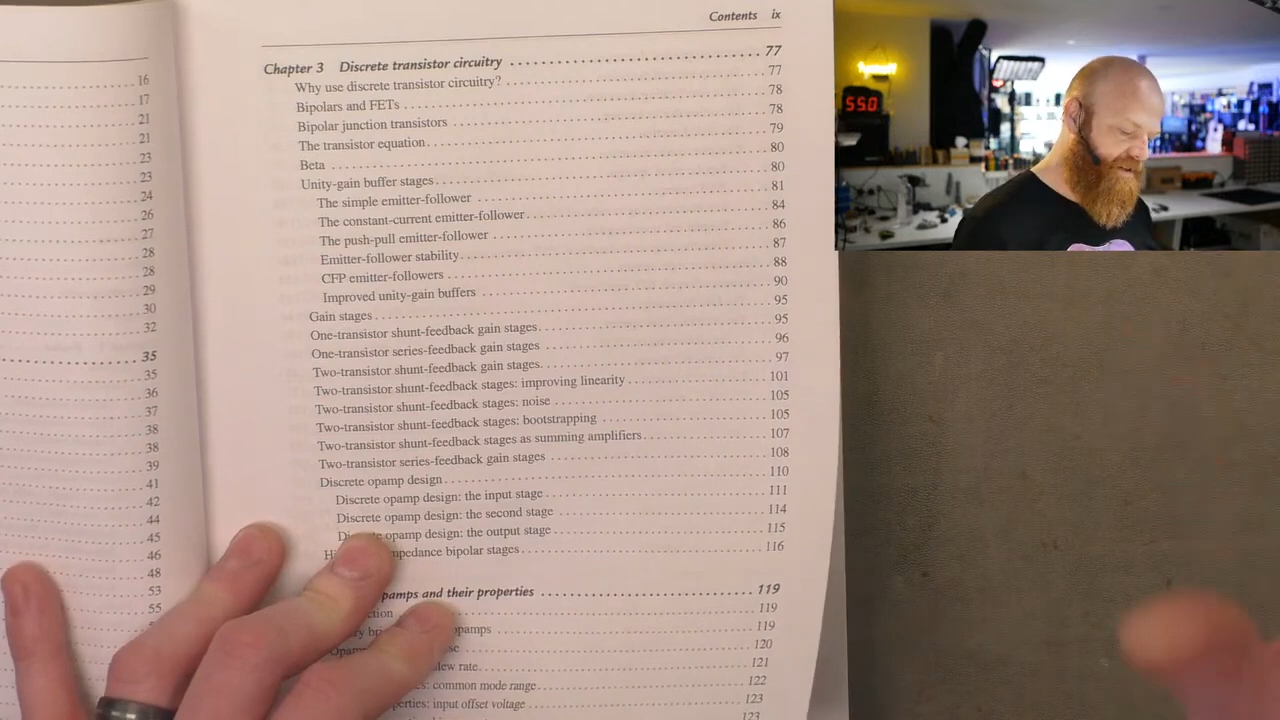 Contents ix
16
17
21
21
23
23
24
26
27
28
28
29
30
32
35
35
36
37
38
38
39
41
42
44
45
46
48
53
55
Chapter 3 Discrete transistor circuitry 77
Why use discrete transistor circuitry? 77
Bipolars and FETs 78
Bipolar junction transistors 78
The transistor equation 79
Beta 80
Unity-gain buffer stages 80
The simple emitter-follower 81
The constant-current emitter-follower 84
The push-pull emitter-follower 86
Emitter-follower stability 87
CFP emitter-followers 88
Improved unity-gain buffers 90
Gain stages 95
One-transistor shunt-feedback gain stages 95
One-transistor series-feedback gain stages 96
Two-transistor shunt-feedback gain stages 97
Two-transistor shunt-feedback stages: improving linearity 101
Two-transistor shunt-feedback stages: noise 105
Two-transistor shunt-feedback stages: bootstrapping 105
Two-transistor shunt-feedback stages as summing amplifiers 107
Two-transistor series-feedback gain stages 108
Discrete opamp design 110
Discrete opamp design: the input stage 111
Discrete opamp design: the second stage 114
opamp design: the output stage 115
bipolar stages 116
and their properties 119
119
opamps 119
120
rate 121
common mode range 122
input offset voltage 123
123
550